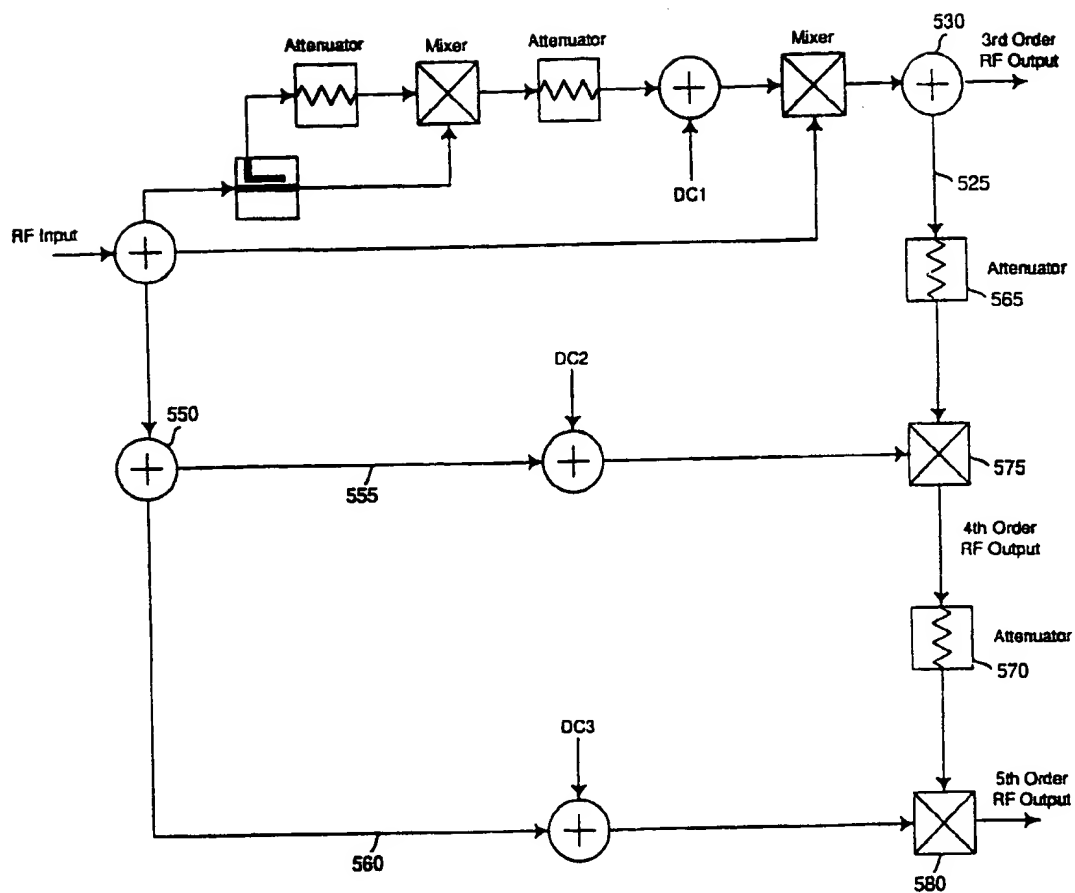 530
Attenuator
Mixer
Attenuator
Mixer
3rd Order
RF Output
DC1
525
RF Input
Attenuator
565
DC2
550
555
575
4th Order
RF Output
Attenuator
570
DC3
5th Order
RF Output
560
580